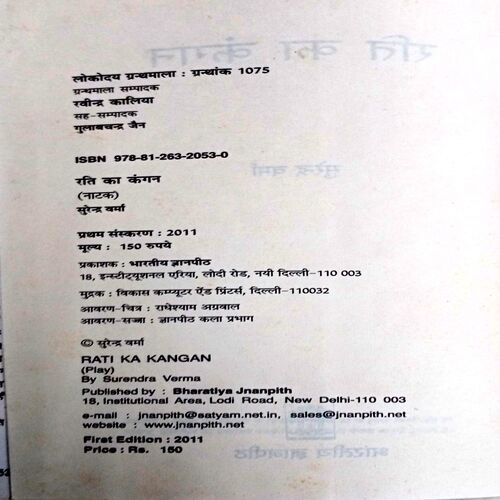 लोकोदय ग्रन्थमाला : ग्रन्थांक 1075
ग्रन्थमाला सम्पादक
रवीन्द्र कालिया
सह-सम्पादक
गुलाबचन्द्र जैन
ISBN 978-81-263-2053-0
रति का कंगन
(नाटक)
सुरेन्द्र वर्मा
प्रथम संस्करण : 2011
मूल्य : 150 रुपये
प्रकाशक : भारतीय ज्ञानपीठ
18, इन्स्टीट्यूशनल एरिया, लोदी रोड, नयी दिल्ली-110 003
मुद्रक : विकास कम्प्यूटर ऐंड प्रिंटर्स, दिल्ली-110032
आवरण-चित्र : राधेश्याम अग्रवाल
आवरण-सज्जा : ज्ञानपीठ कला प्रभाग
© सुरेन्द्र वर्मा
RATI KA KANGAN
(Play)
By Surendra Verma
Published by : Bharatiya Jnanpith
18, Institutional Area, Lodi Road, New Delhi-110 003
e-mail : jnanpith@satyam.net.in, sales@jnanpith.net
website : www.jnanpith.net
First Edition : 2011
Price : Rs. 150